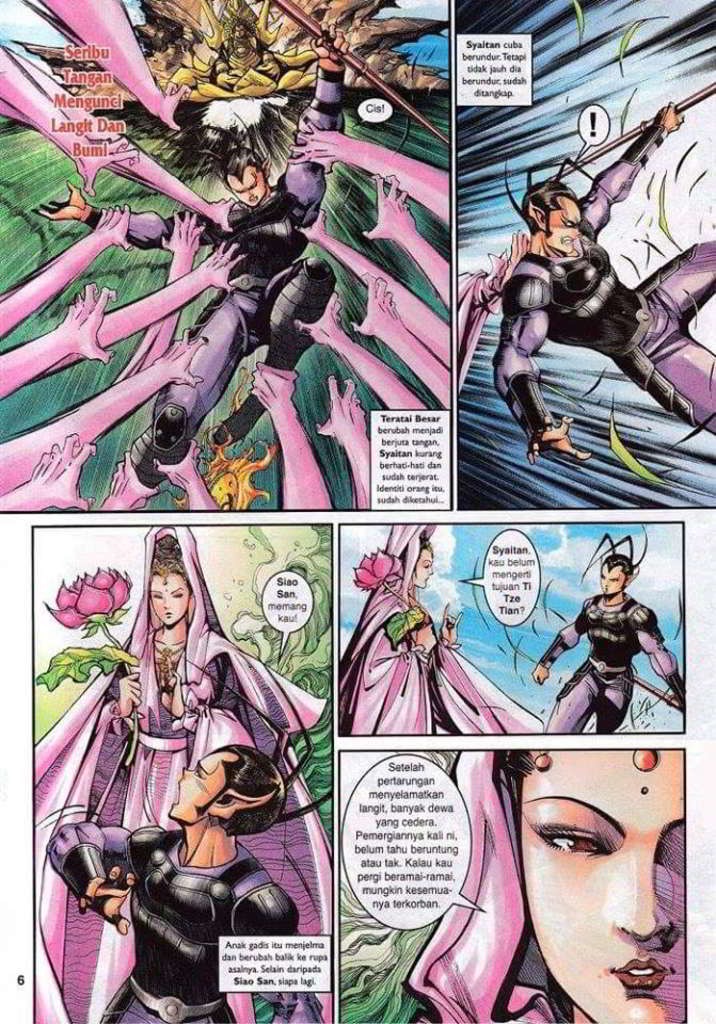 Seribu
Tangan
Mengunci
Langit Dan
Bumi
Cis!
Teratai Besar
berubah menjadi
berjuta tangan,
Syaitan kurang
berhati-hati dan
sudah terjerat.
Identiti orang itu,
sudah diketahui...
Syaitan cuba
berundur. Tetapi
tidak jauh dia
berundur, sudah
ditangkap.
!
Siao
San,
memang
kau!
Anak gadis itu menjelma
dan berubah balik ke rupa
asalnya. Selain daripada
Siao San, siapa lagi.
Syaitan,
kau belum
mengerti
tujuan Ti
Tze
Tian?
Setelah
pertarungan
menyelamatkan
langit, banyak dewa
yang cedera.
Pemergiannya kali ni,
belum tahu beruntung
atau tak. Kalau kau
pergi beramai-ramai,
mungkin kesemua-
nya terkorban.
6